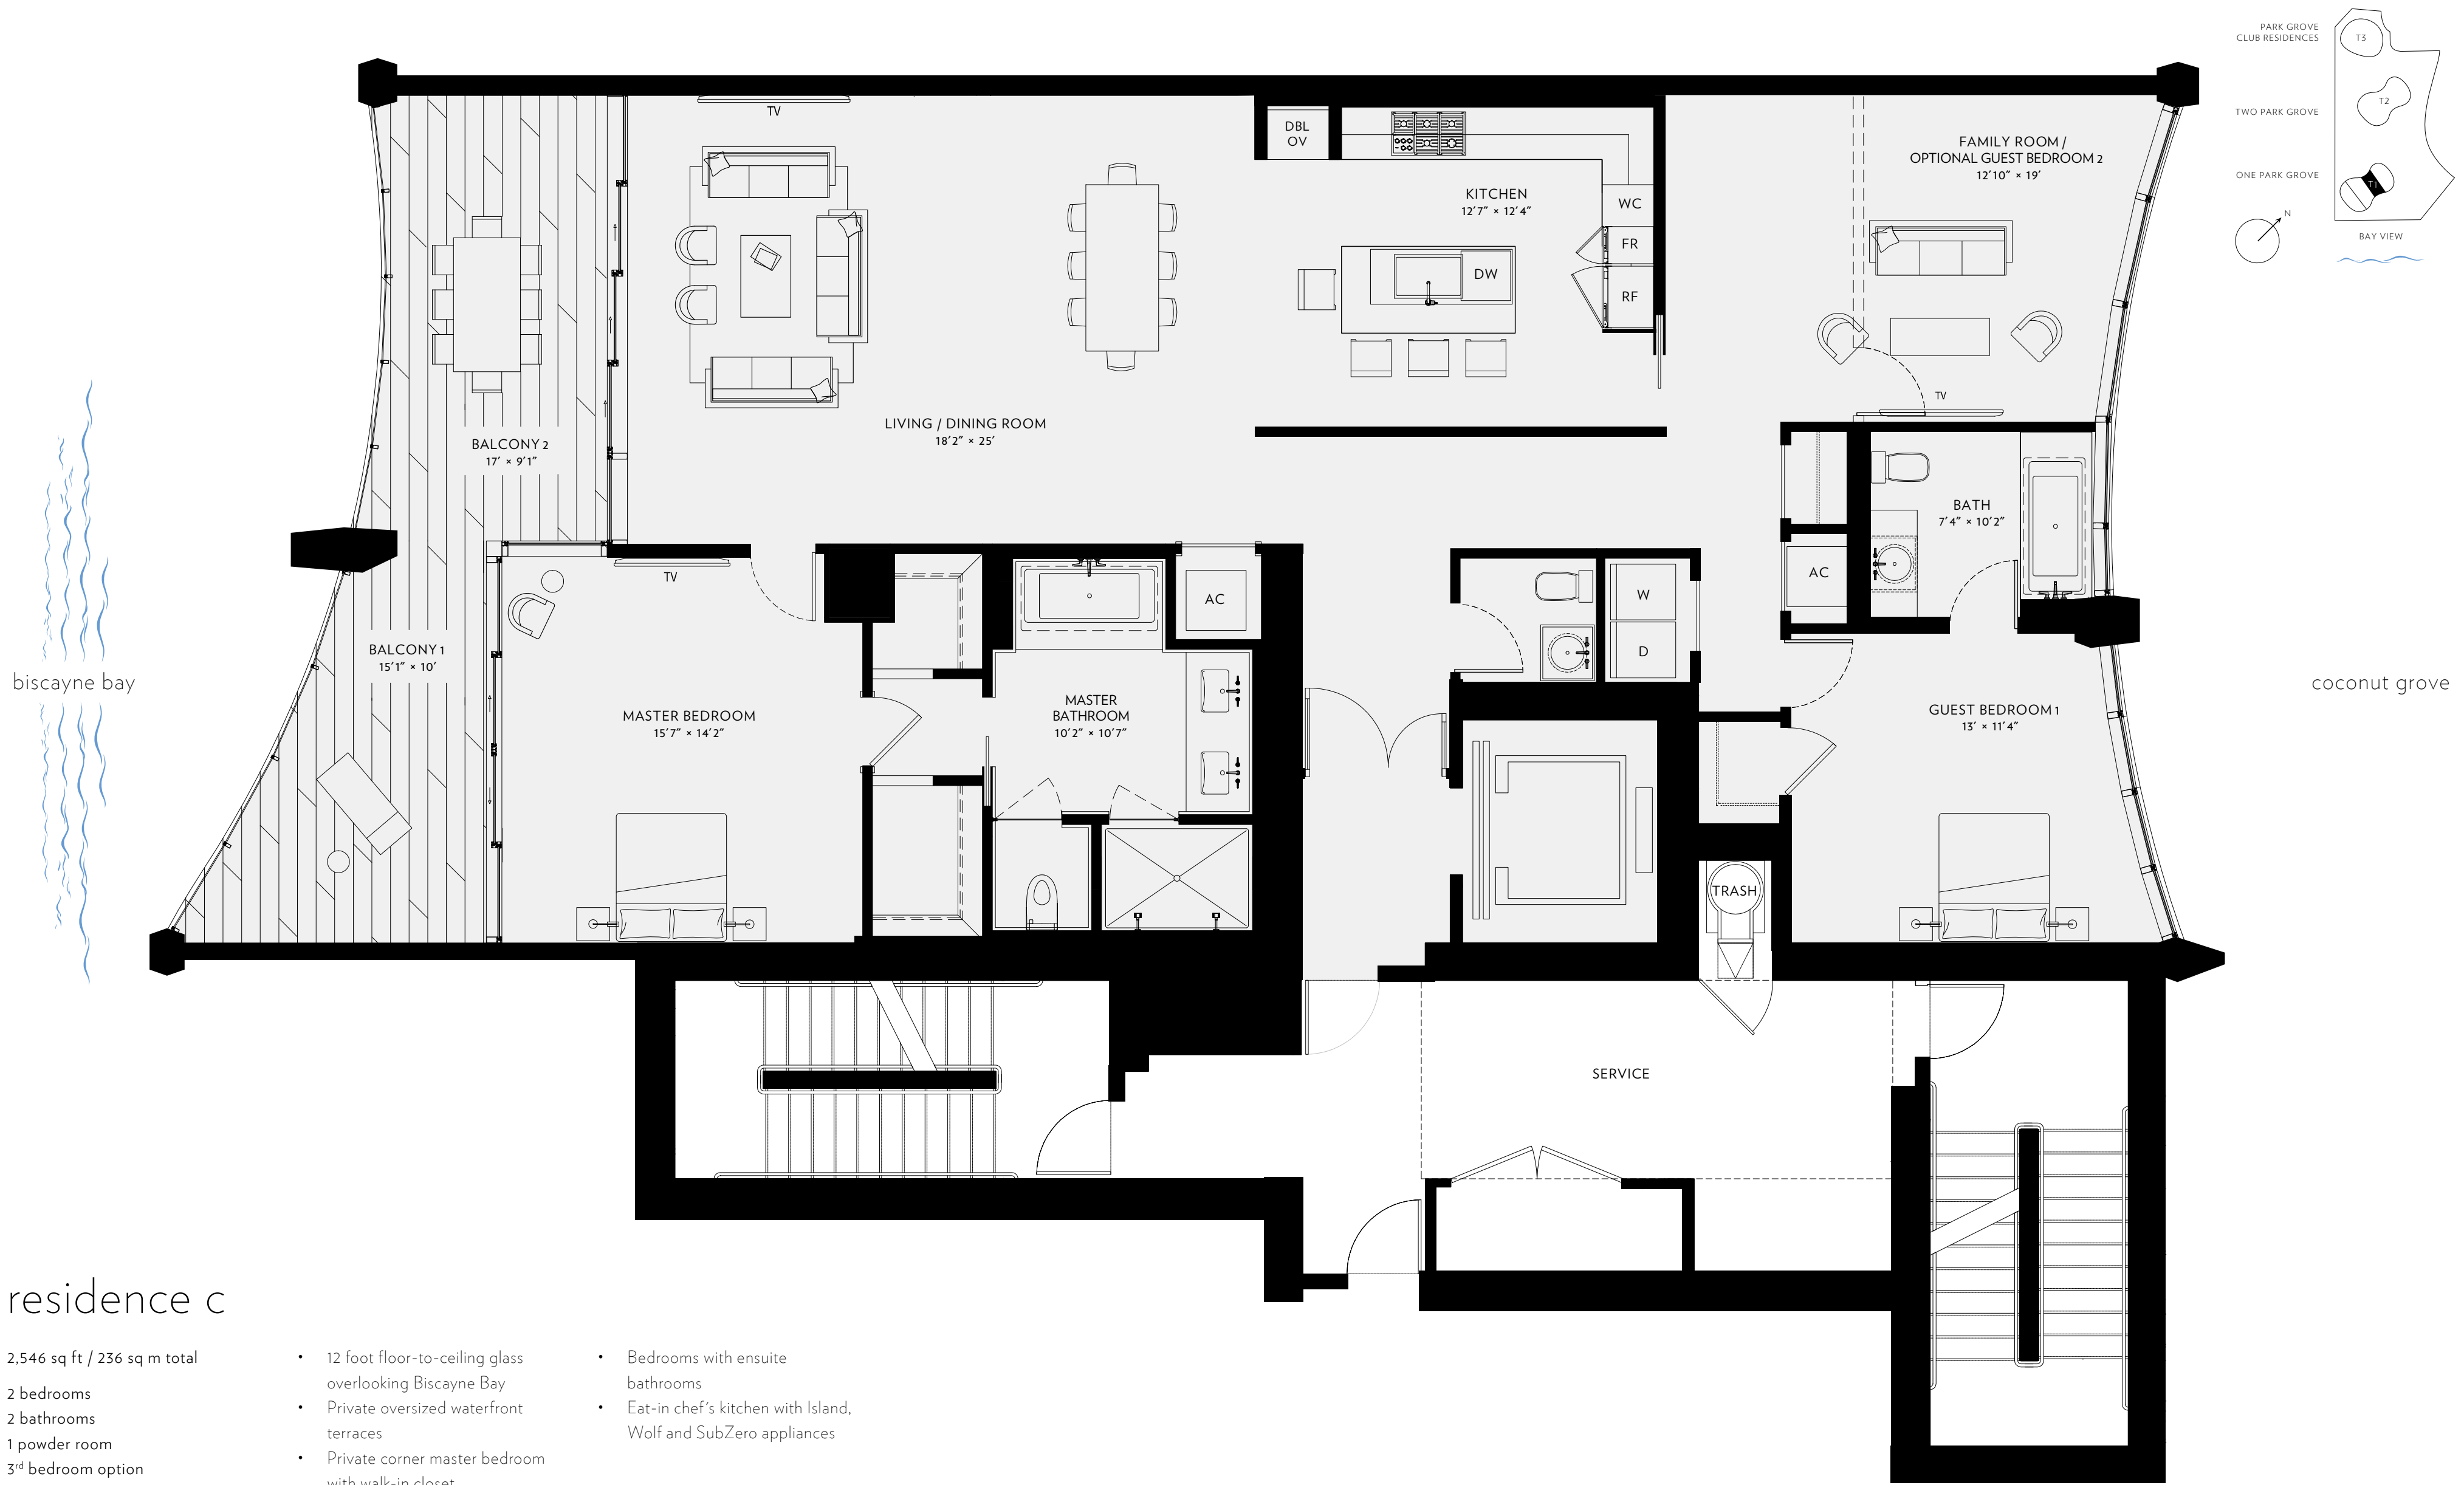 PARK GROVE
CLUB RESIDENCES
T3
TWO PARK GROVE
T2
ONE PARK GROVE
T1
N
BAY VIEW
TV
DBL
OV
KITCHEN
12'7" × 12'4"
WC
FR
RF
DW
FAMILY ROOM /
OPTIONAL GUEST BEDROOM 2
12'10" × 19'
TV
LIVING / DINING ROOM
18'2" × 25'
BALCONY 2
17' × 9'1"
BATH
7'4" × 10'2"
AC
TV
AC
W
D
BALCONY 1
15'1" × 10'
biscayne bay
MASTER BEDROOM
15'7" × 14'2"
MASTER
BATHROOM
10'2" × 10'7"
GUEST BEDROOM 1
13' × 11'4"
coconut grove
TRASH
SERVICE
residence c
2,546 sq ft / 236 sq m total
2 bedrooms
2 bathrooms
1 powder room
3rd bedroom option
• 12 foot floor-to-ceiling glass
overlooking Biscayne Bay
• Private oversized waterfront
terraces
• Private corner master bedroom
with walk-in closet
• Bedrooms with ensuite
bathrooms
• Eat-in chef's kitchen with Island,
Wolf and SubZero appliances